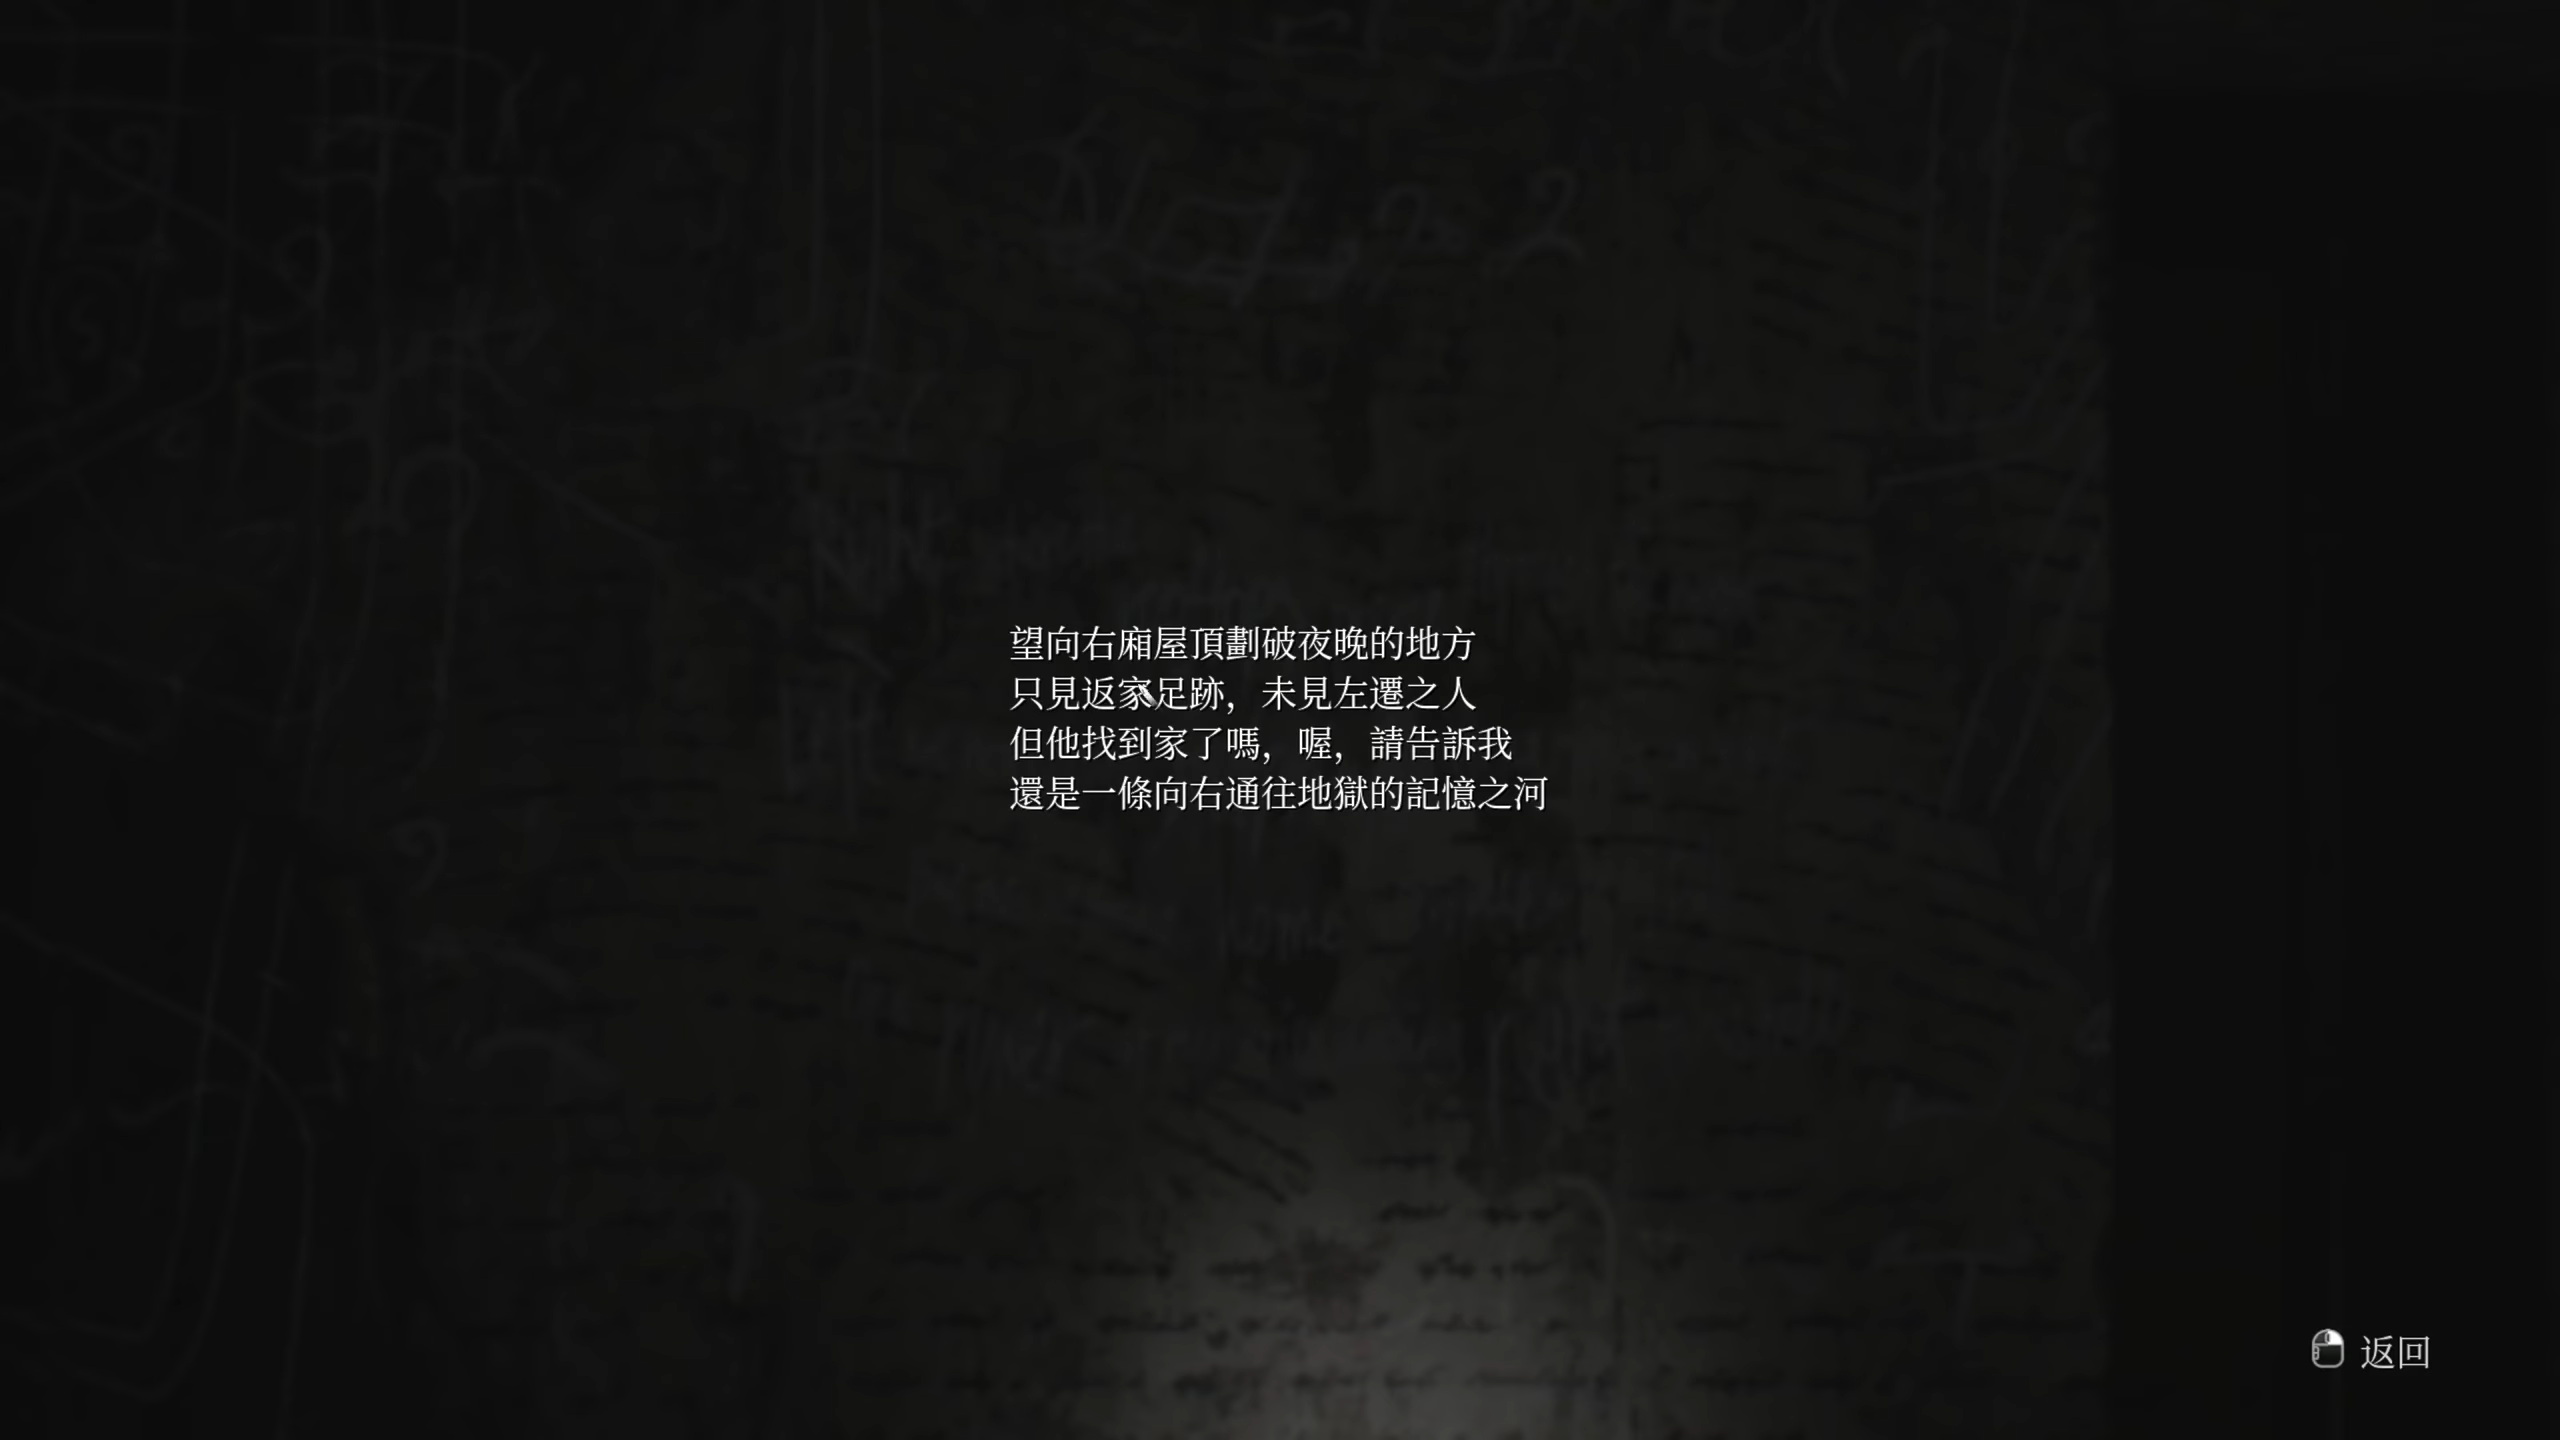 望向右廂屋頂劃破夜晚的地方
只見返家足跡，未見左遷之人
但他找到家了嗎，喔，請告訴我
還是一條向右通往地獄的記憶之河
返回